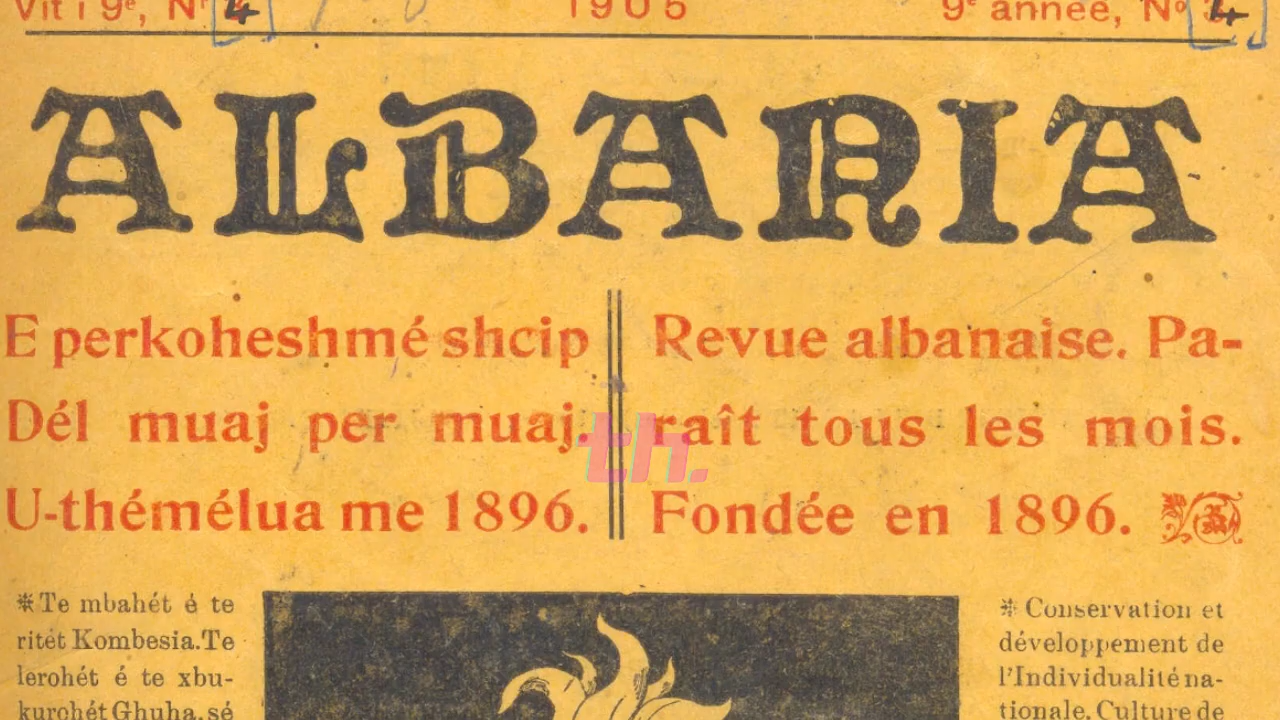 Vit i 9ᵉ, Nʳ 4
1905
9ᵉ année, Nº 4
ALBANIA
E perkoheshmé shcip
Dél muaj per muaj.
U-thémélua me 1896.
Revue albanaise. Pa-
raît tous les mois.
Fondée en 1896.
th.
⁜ Te mbahét é te
ritét Kombesia. Te
lerohét é te xbu-
kurohét Ghuha, sé
⁜ Conservation et
développement de
l'Individualité na-
tionale. Culture de